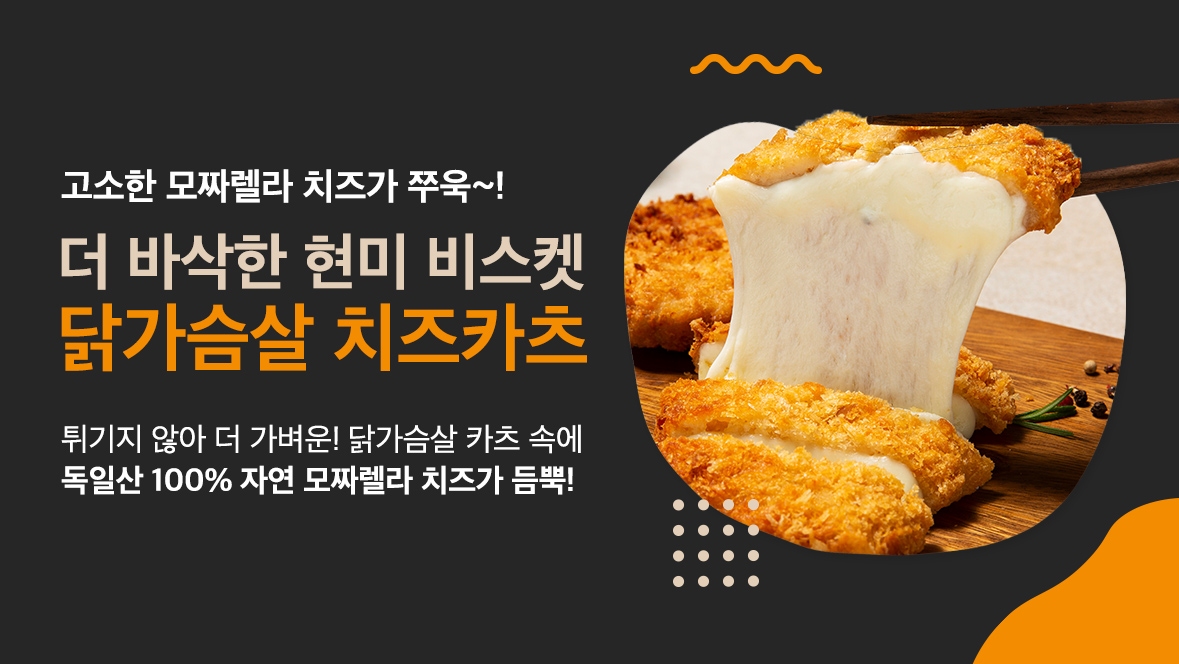 고소한 모짜렐라 치즈가 쭈욱~!
더 바삭한 현미 비스켓
닭가슴살 치즈카츠
튀기지 않아 더 가벼운! 닭가슴살 카츠 속에
독일산 100% 자연 모짜렐라 치즈가 듬뿍!